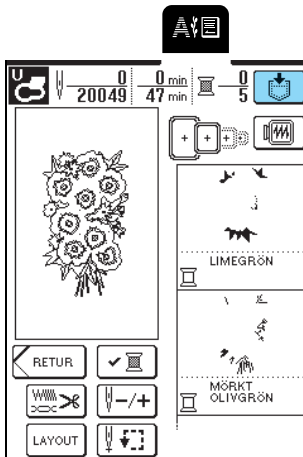 A
U
0 0 min 0
20049 47 min 5
LIMEGRÖN
MÖRKT
OLIVGRÖN
RETUR
-/+
LAYOUT